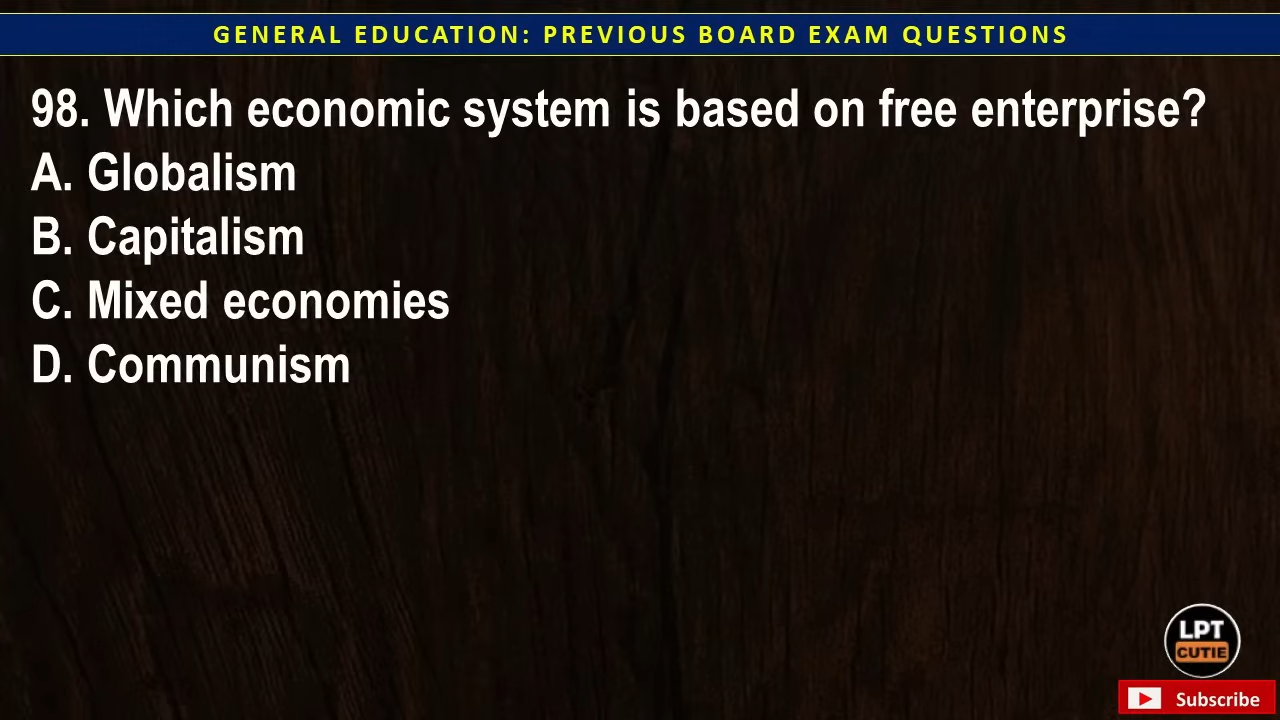 GENERAL EDUCATION: PREVIOUS BOARD EXAM QUESTIONS
98. Which economic system is based on free enterprise?
A. Globalism
B. Capitalism
C. Mixed economies
D. Communism
LPT
CUTIE
Subscribe